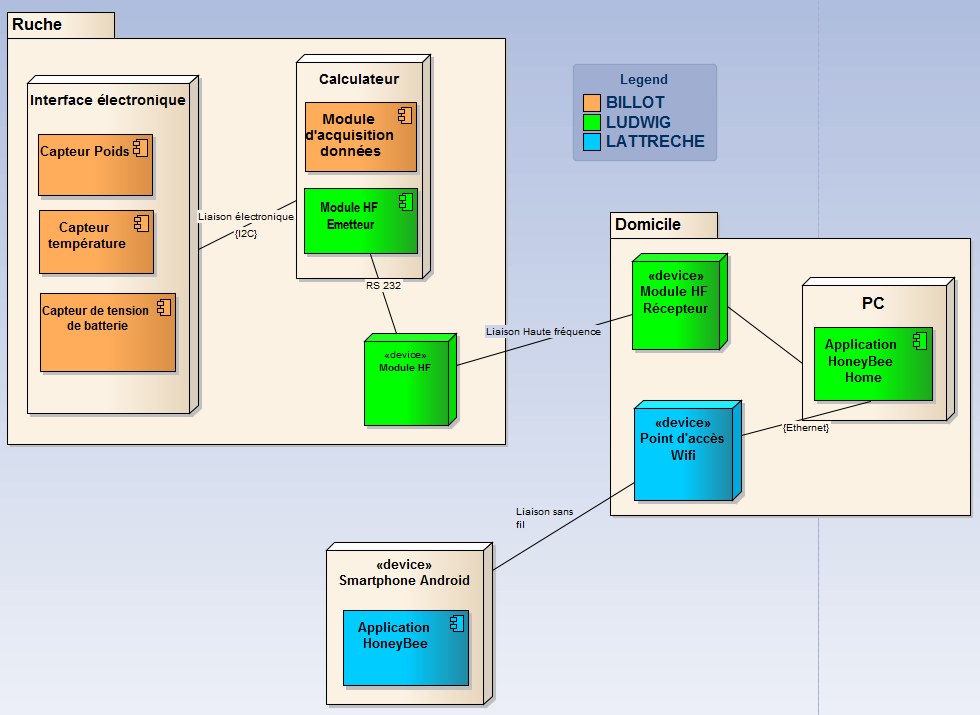 Ruche
Interface électronique
Capteur Poids
Capteur
température
Capteur de tension
de batterie
Liaison électronique
{I2C}
Calculateur
Module
d'acquisition
données
Module HF
Emetteur
RS 232
«device»
Module HF
Liaison Haute fréquence
Legend
BILLOT
LUDWIG
LATTRECHE
Domicile
«device»
Module HF
Récepteur
PC
Application
HoneyBee
Home
{Ethernet}
«device»
Point d'accès
Wifi
Liaison sans
fil
«device»
Smartphone Android
Application
HoneyBee